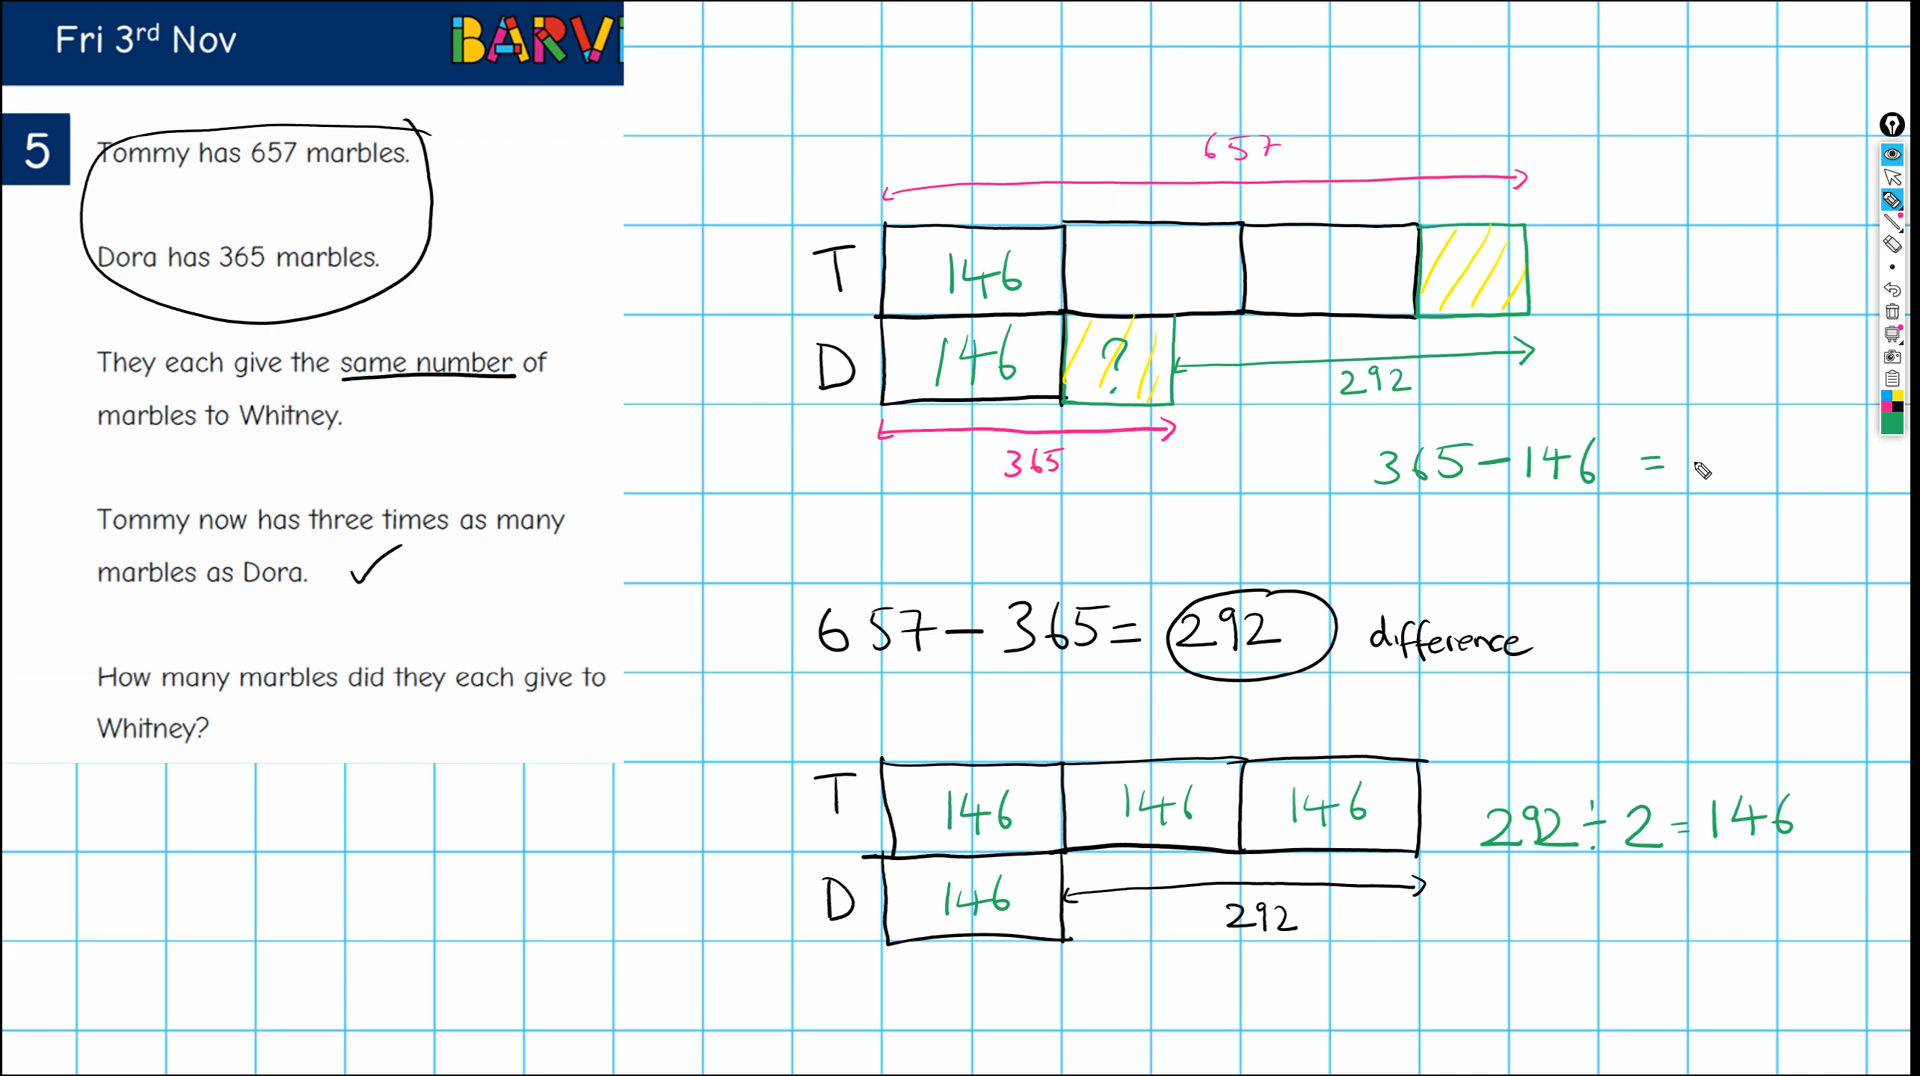 Fri 3rd Nov
BARVI
5
Tommy has 657 marbles.
Dora has 365 marbles.
They each give the same number of
marbles to Whitney.
Tommy now has three times as many
marbles as Dora.
How many marbles did they each give to
Whitney?
657
T
146
D
146
?
292
365
365 - 146 =
657 - 365 = 292 difference
T
146
146
146
292 ÷ 2 = 146
D
146
292